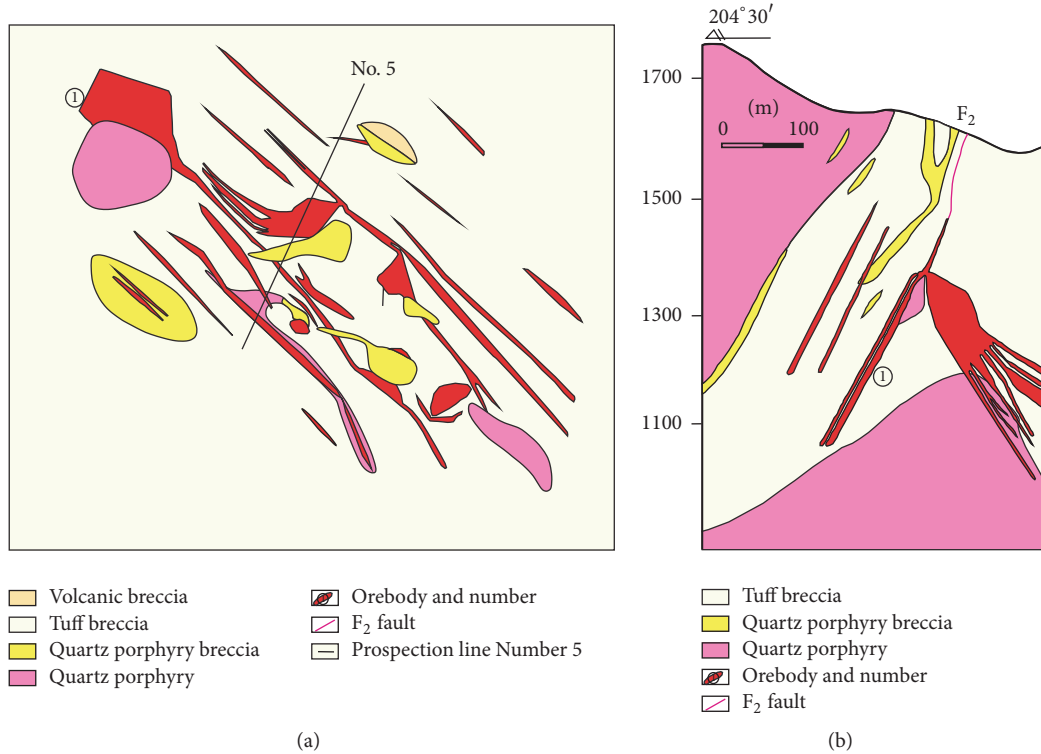 No. 5
①
Volcanic breccia
Tuff breccia
Quartz porphyry breccia
Quartz porphyry
Orebody and number
F₂ fault
Prospection line Number 5
(a)
204°30′
1700
1500
1300
1100
(m)
0 100
F₂
①
Tuff breccia
Quartz porphyry breccia
Quartz porphyry
Orebody and number
F₂ fault
(b)